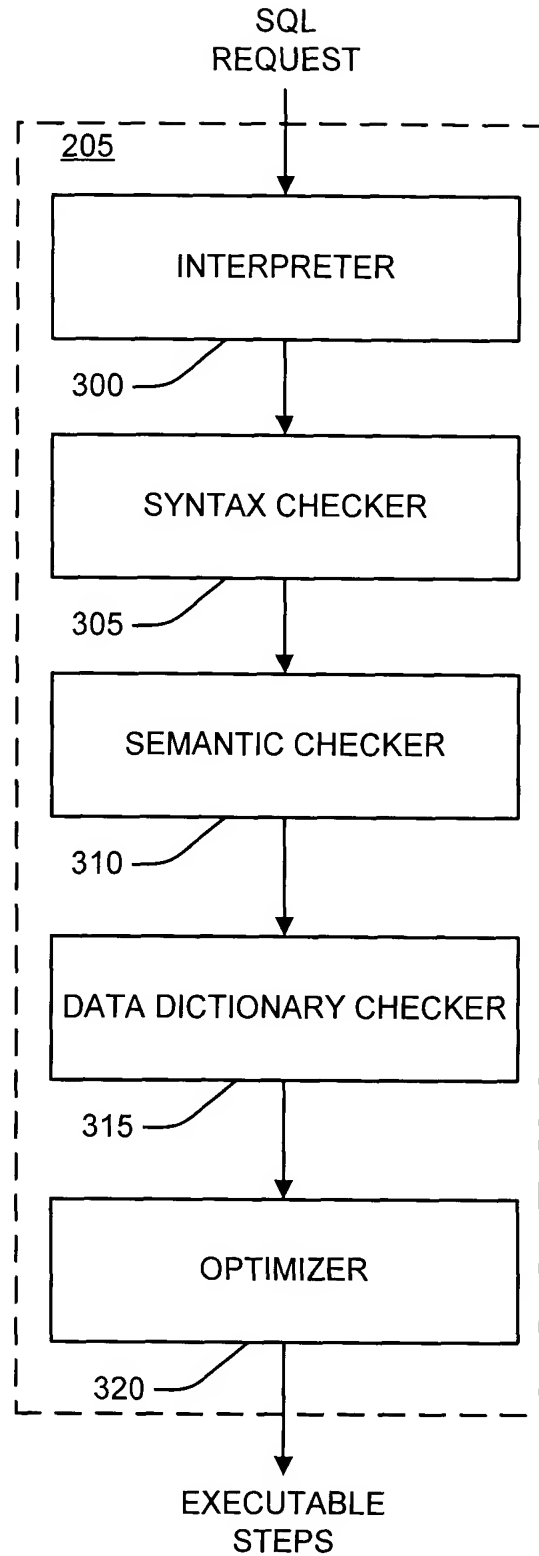 SQL
REQUEST
205
INTERPRETER
300
SYNTAX CHECKER
305
SEMANTIC CHECKER
310
DATA DICTIONARY CHECKER
315
OPTIMIZER
320
EXECUTABLE
STEPS